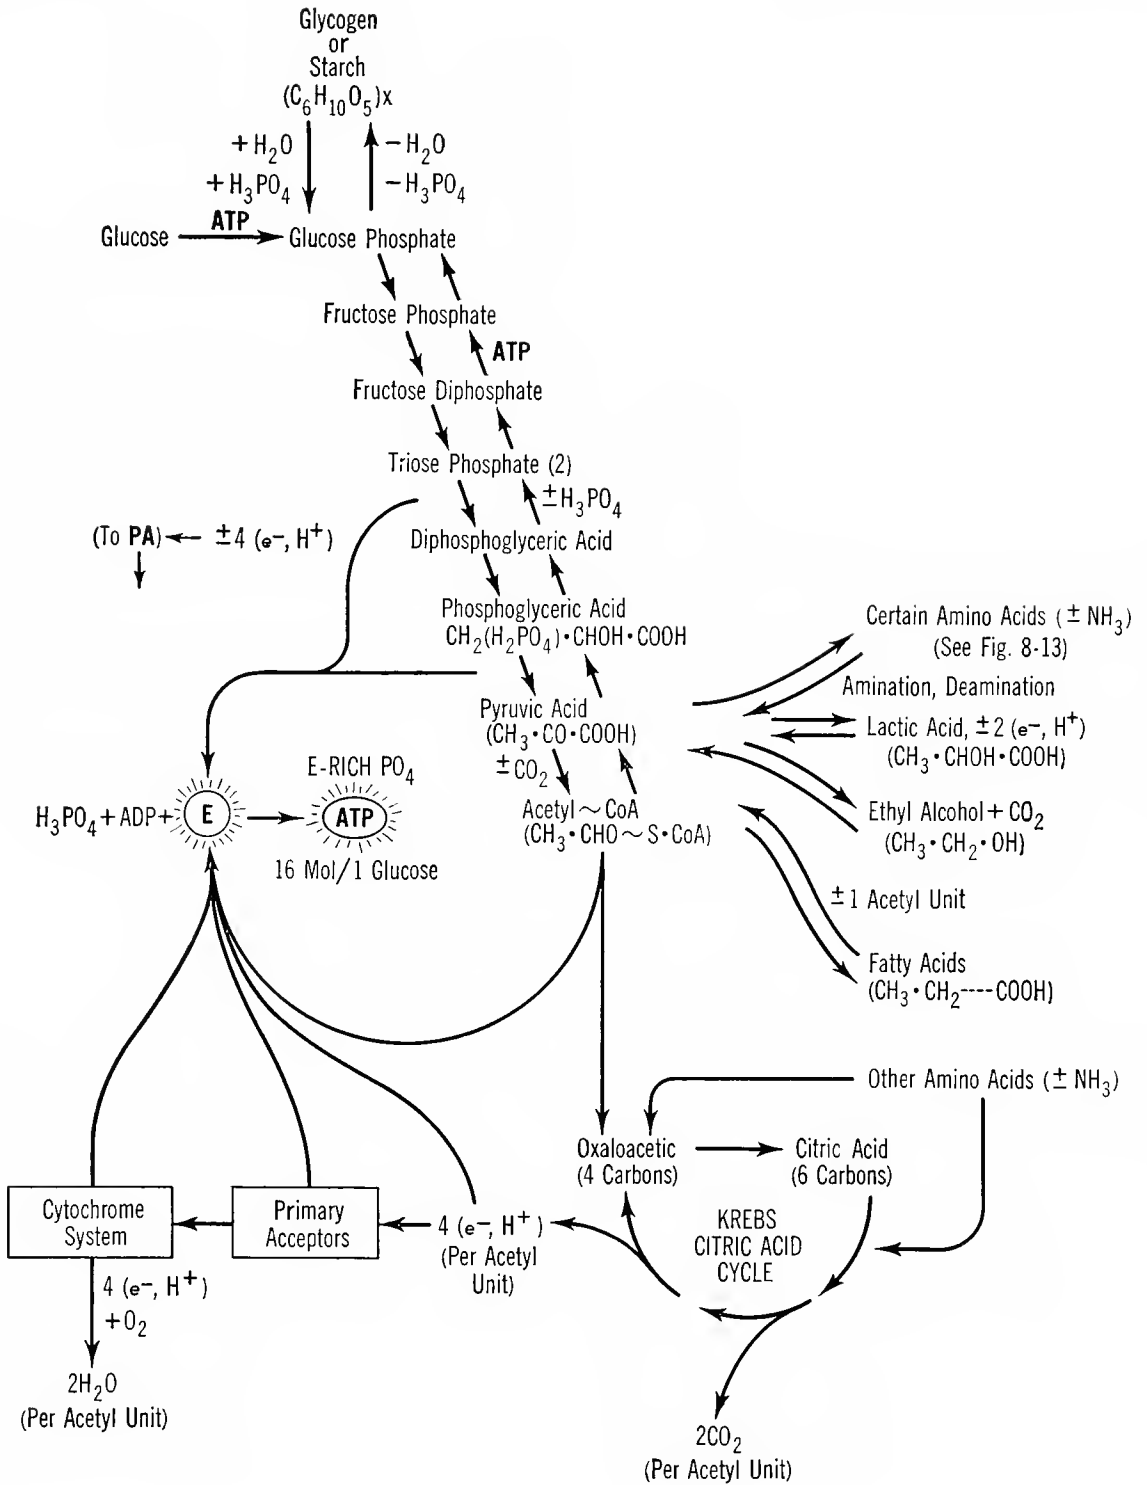 Glycogen
or
Starch
(C₆H₁₀O₅)x
+H₂O
−H₂O
+H₃PO₄
−H₃PO₄
ATP
Glucose
Glucose Phosphate
Fructose Phosphate
ATP
Fructose Diphosphate
Triose Phosphate (2)
±H₃PO₄
(To PA)
±4 (e−, H+)
Diphosphoglyceric Acid
Phosphoglyceric Acid
CH₂(H₂PO₄)•CHOH•COOH
Certain Amino Acids (±NH₃)
(See Fig. 8-13)
Amination, Deamination
Pyruvic Acid
(CH₃•CO•COOH)
±CO₂
Lactic Acid, ±2 (e−, H+)
(CH₃•CHOH•COOH)
E-RICH PO₄
H₃PO₄+ADP+
E
ATP
16 Mol/1 Glucose
Acetyl~CoA
(CH₃•CHO~S•CoA)
Ethyl Alcohol+CO₂
(CH₃•CH₂•OH)
±1 Acetyl Unit
Fatty Acids
(CH₃•CH₂----COOH)
Other Amino Acids (±NH₃)
Oxaloacetic
(4 Carbons)
Citric Acid
(6 Carbons)
KREBS
CITRIC ACID
CYCLE
Cytochrome
System
Primary
Acceptors
4 (e−, H+)
(Per Acetyl
Unit)
4 (e−, H+)
+O₂
2H₂O
(Per Acetyl Unit)
2CO₂
(Per Acetyl Unit)